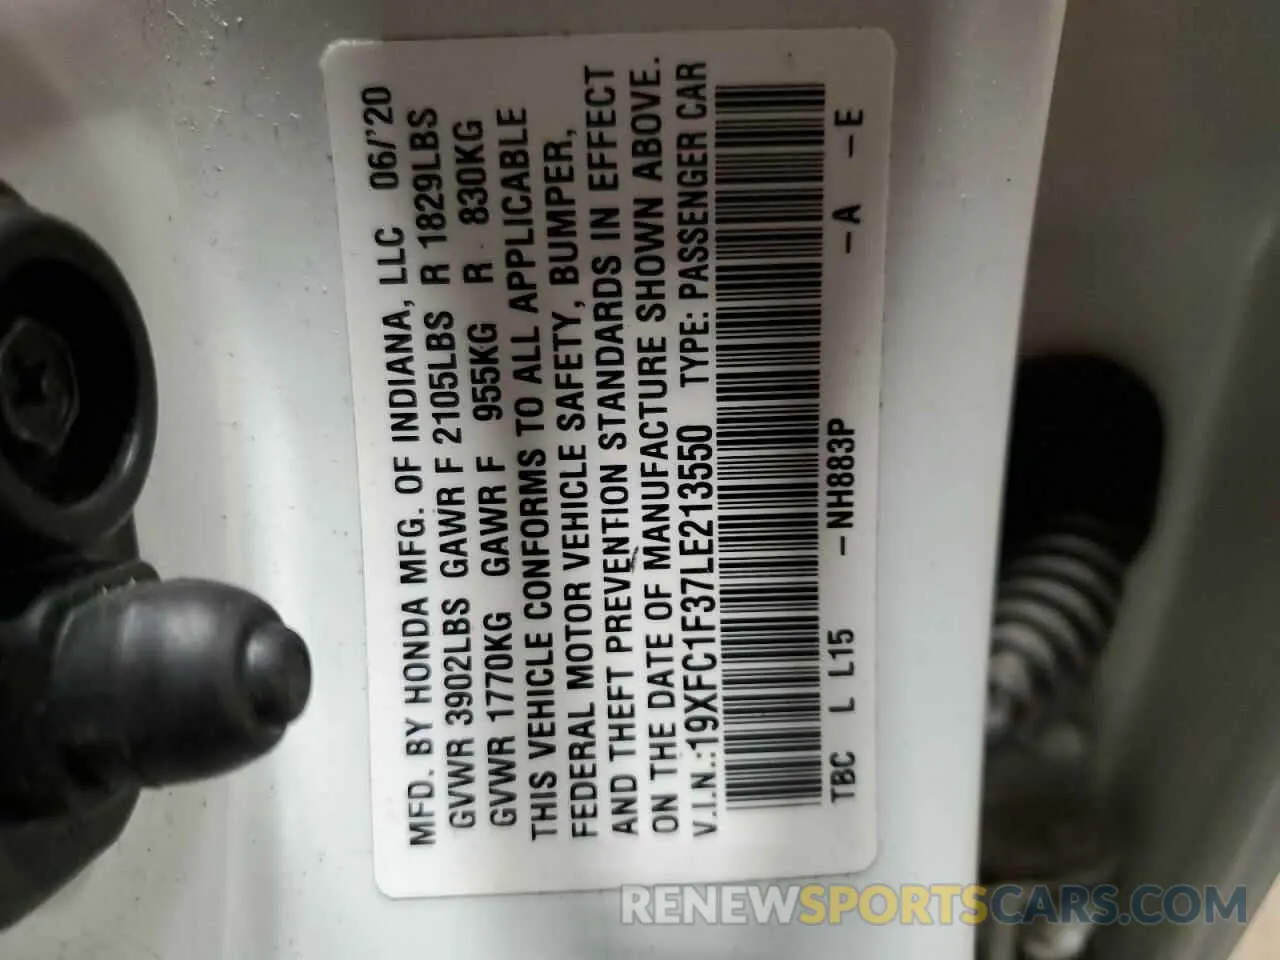 MFD. BY HONDA MFG. OF INDIANA, LLC 06/'20
GVWR 3902LBS GAWR F 2105LBS R 1829LBS
GVWR 1770KG GAWR F 955KG R 830KG
THIS VEHICLE CONFORMS TO ALL APPLICABLE
FEDERAL MOTOR VEHICLE SAFETY, BUMPER,
AND THEFT PREVENTION STANDARDS IN EFFECT
ON THE DATE OF MANUFACTURE SHOWN ABOVE.
V.I.N.:19XFC1F37LE213550 TYPE: PASSENGER CAR
TBC L L15 -NH883P -A -E
RENEWSPORTSCARS.COM